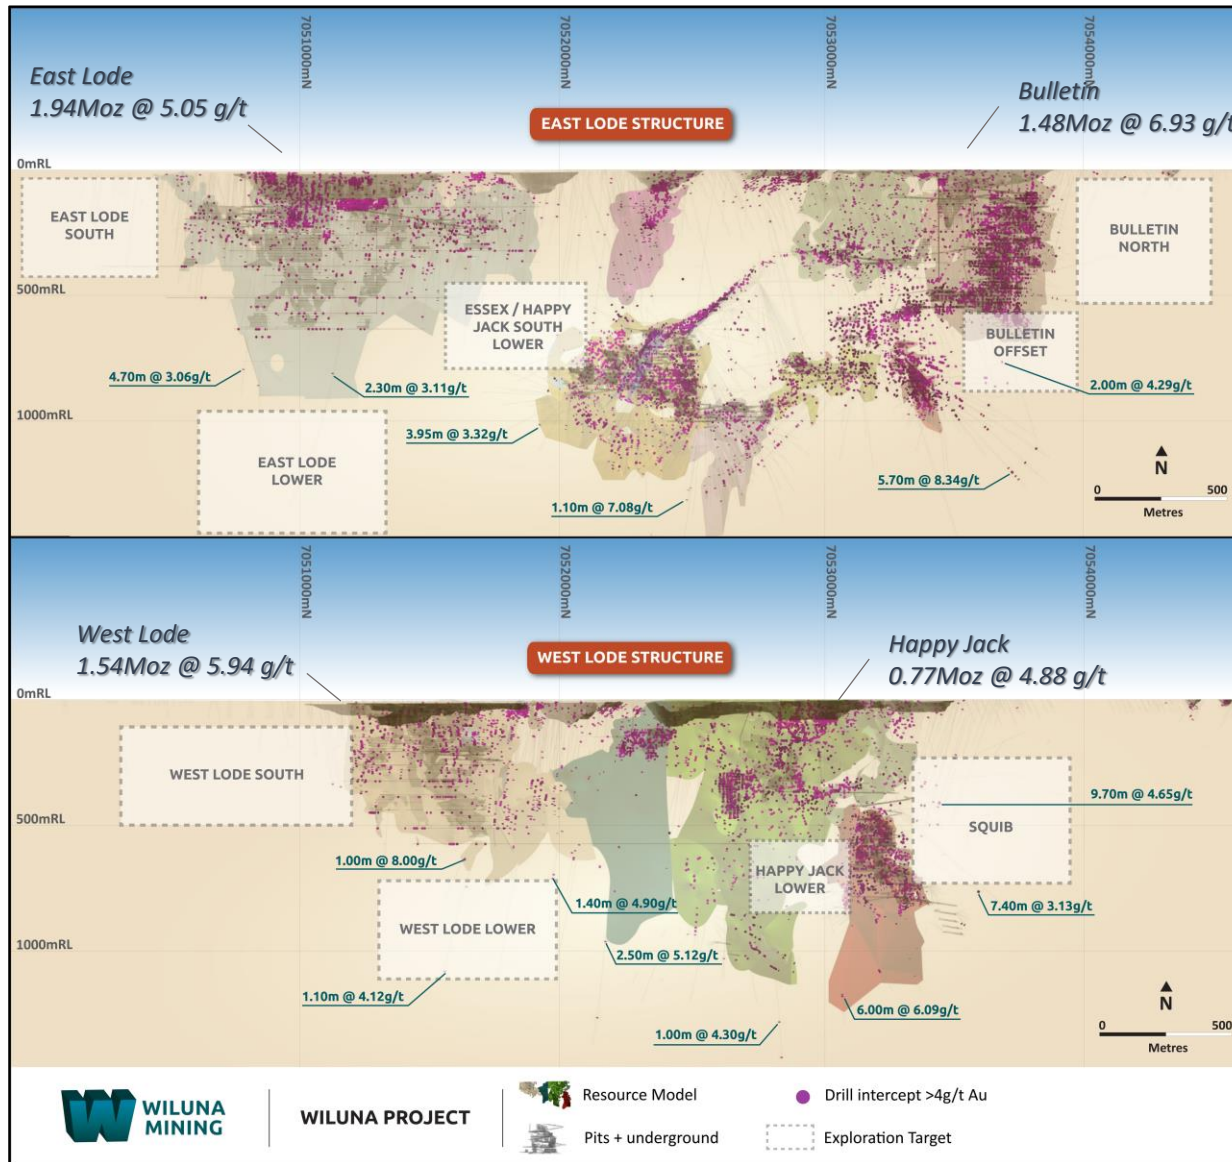 7051000mN
7052000mN
7053000mN
7054000mN
East Lode
1.94Moz @ 5.05 g/t
EAST LODE STRUCTURE
Bulletin
1.48Moz @ 6.93 g/t
0mRL
EAST LODE
SOUTH
BULLETIN
NORTH
500mRL
ESSEX / HAPPY
JACK SOUTH
LOWER
BULLETIN
OFFSET
4.70m @ 3.06g/t
2.30m @ 3.11g/t
2.00m @ 4.29g/t
1000mRL
3.95m @ 3.32g/t
EAST LODE
LOWER
5.70m @ 8.34g/t
1.10m @ 7.08g/t
N
0 500
Metres
7051000mN
7052000mN
7053000mN
7054000mN
West Lode
1.54Moz @ 5.94 g/t
WEST LODE STRUCTURE
Happy Jack
0.77Moz @ 4.88 g/t
0mRL
WEST LODE SOUTH
9.70m @ 4.65g/t
500mRL
SQUIB
1.00m @ 8.00g/t
HAPPY JACK
LOWER
1.40m @ 4.90g/t
7.40m @ 3.13g/t
WEST LODE LOWER
1000mRL
2.50m @ 5.12g/t
1.10m @ 4.12g/t
6.00m @ 6.09g/t
1.00m @ 4.30g/t
N
0 500
Metres
WILUNA
MINING
WILUNA PROJECT
Resource Model
Drill intercept >4g/t Au
Pits + underground
Exploration Target